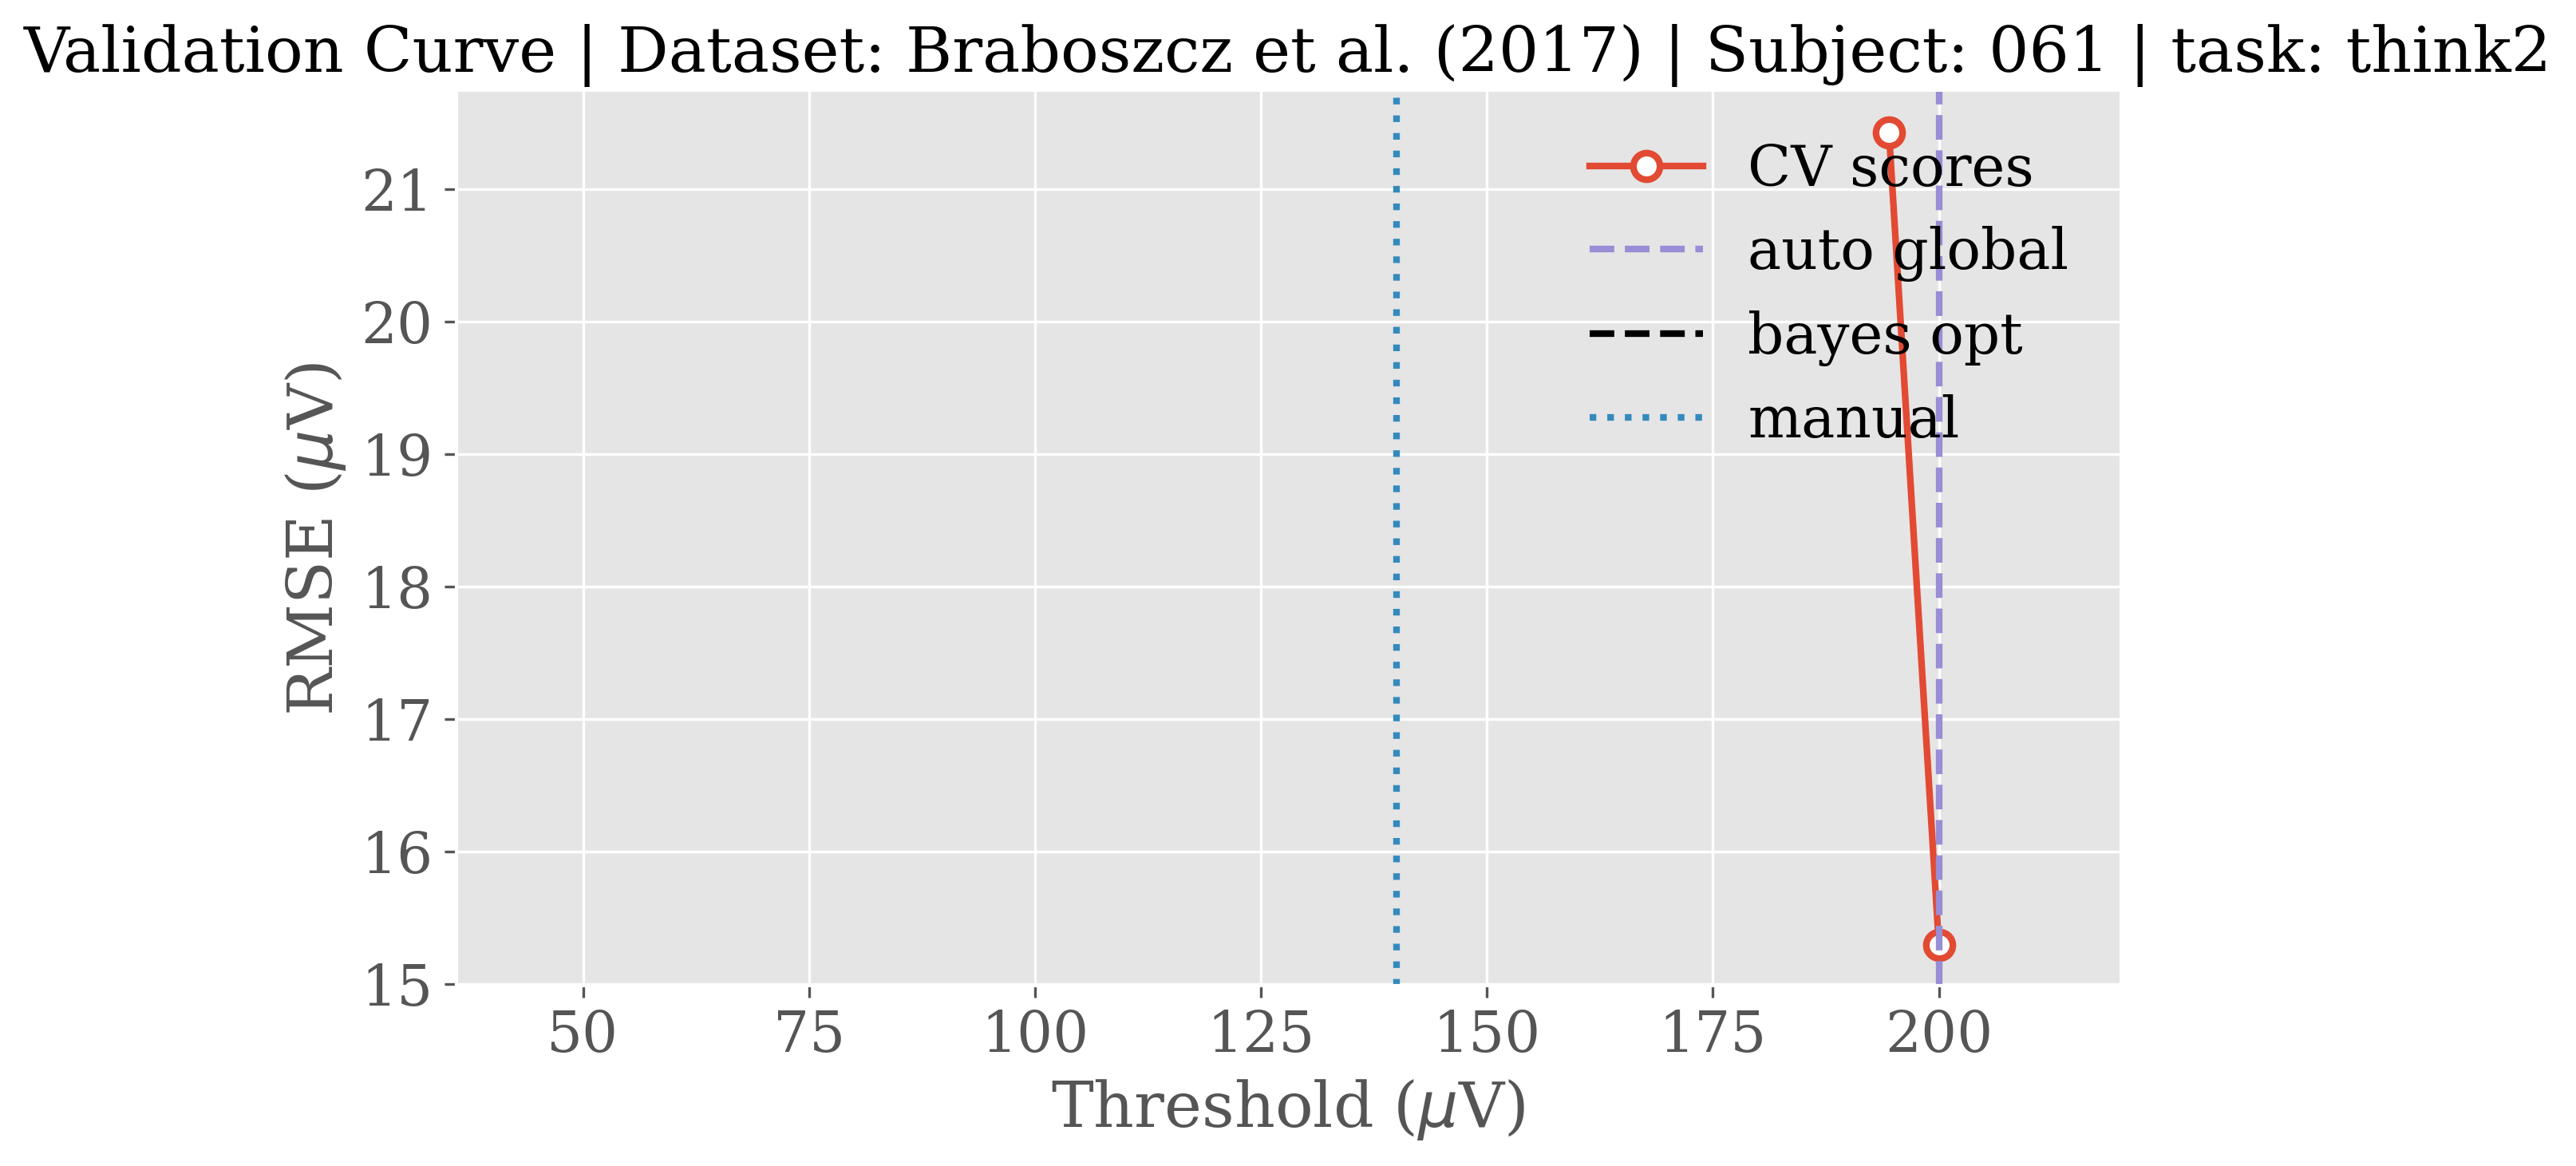 Validation Curve | Dataset: Braboszcz et al. (2017) | Subject: 061 | task: think2
CV scores
auto global
bayes opt
manual
RMSE (μV)
21
20
19
18
17
16
15
50 75 100 125 150 175 200
Threshold (μV)